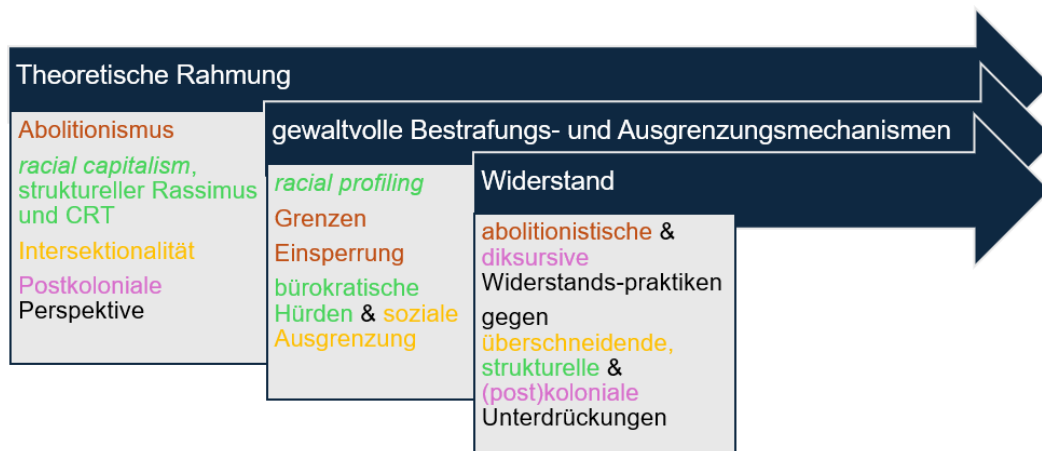 Theoretische Rahmung
Abolitionismus
racial capitalism,
struktureller Rassimus
und CRT
Intersektionalität
Postkoloniale
Perspektive
gewaltvolle Bestrafungs- und Ausgrenzungsmechanismen
racial profiling
Grenzen
Einsperrung
bürokratische
Hürden & soziale
Ausgrenzung
Widerstand
abolitionistische &
diksursive
Widerstands-praktiken
gegen
überschneidende,
strukturelle &
(post)koloniale
Unterdrückungen